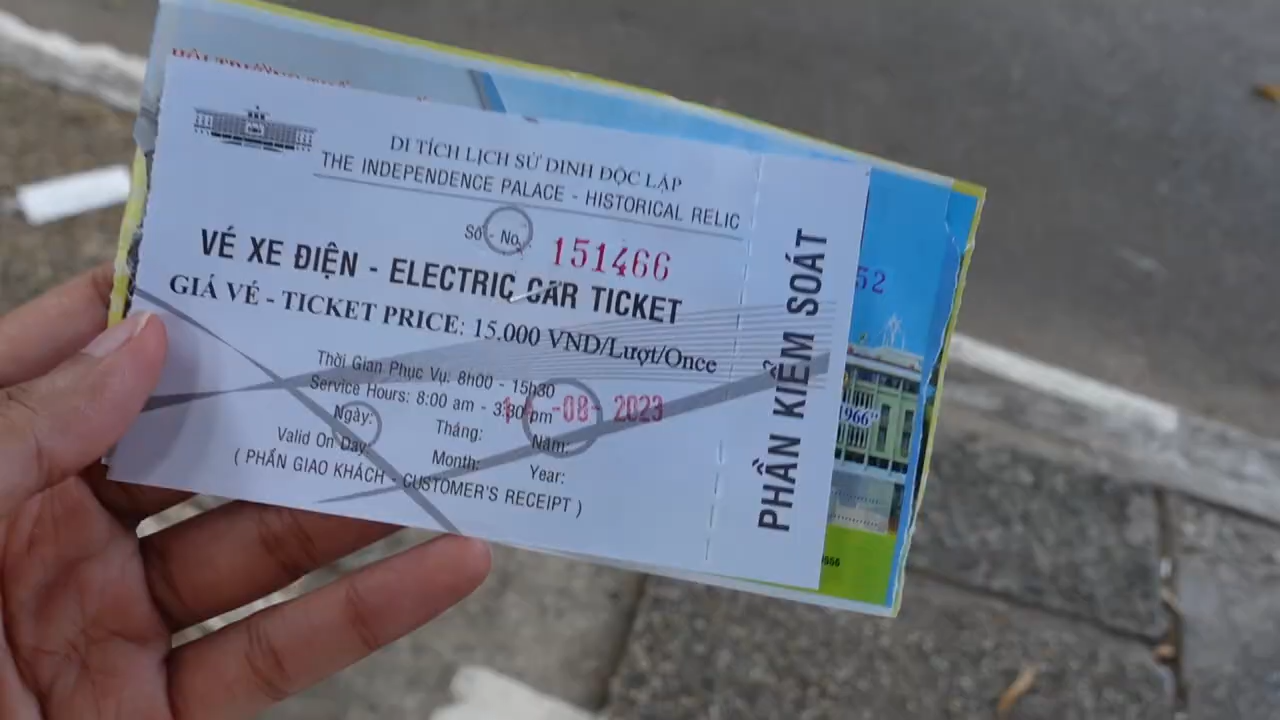 DI TÍCH LỊCH SỬ DINH ĐỘC LẬP
THE INDEPENDENCE PALACE - HISTORICAL RELIC
Số - No. 151466
VÉ XE ĐIỆN - ELECTRIC CAR TICKET
GIÁ VÉ - TICKET PRICE: 15.000 VND/Lượt/Once
Thời Gian Phục Vụ: 8h00 - 15h30
Service Hours: 8:00 am - 3:30 pm
-08- 2023
Ngày: Tháng: Năm:
Valid On Day: Month: Year:
( PHẦN GIAO KHÁCH - CUSTOMER'S RECEIPT )
PHẦN KIỂM SOÁT
52
1966"